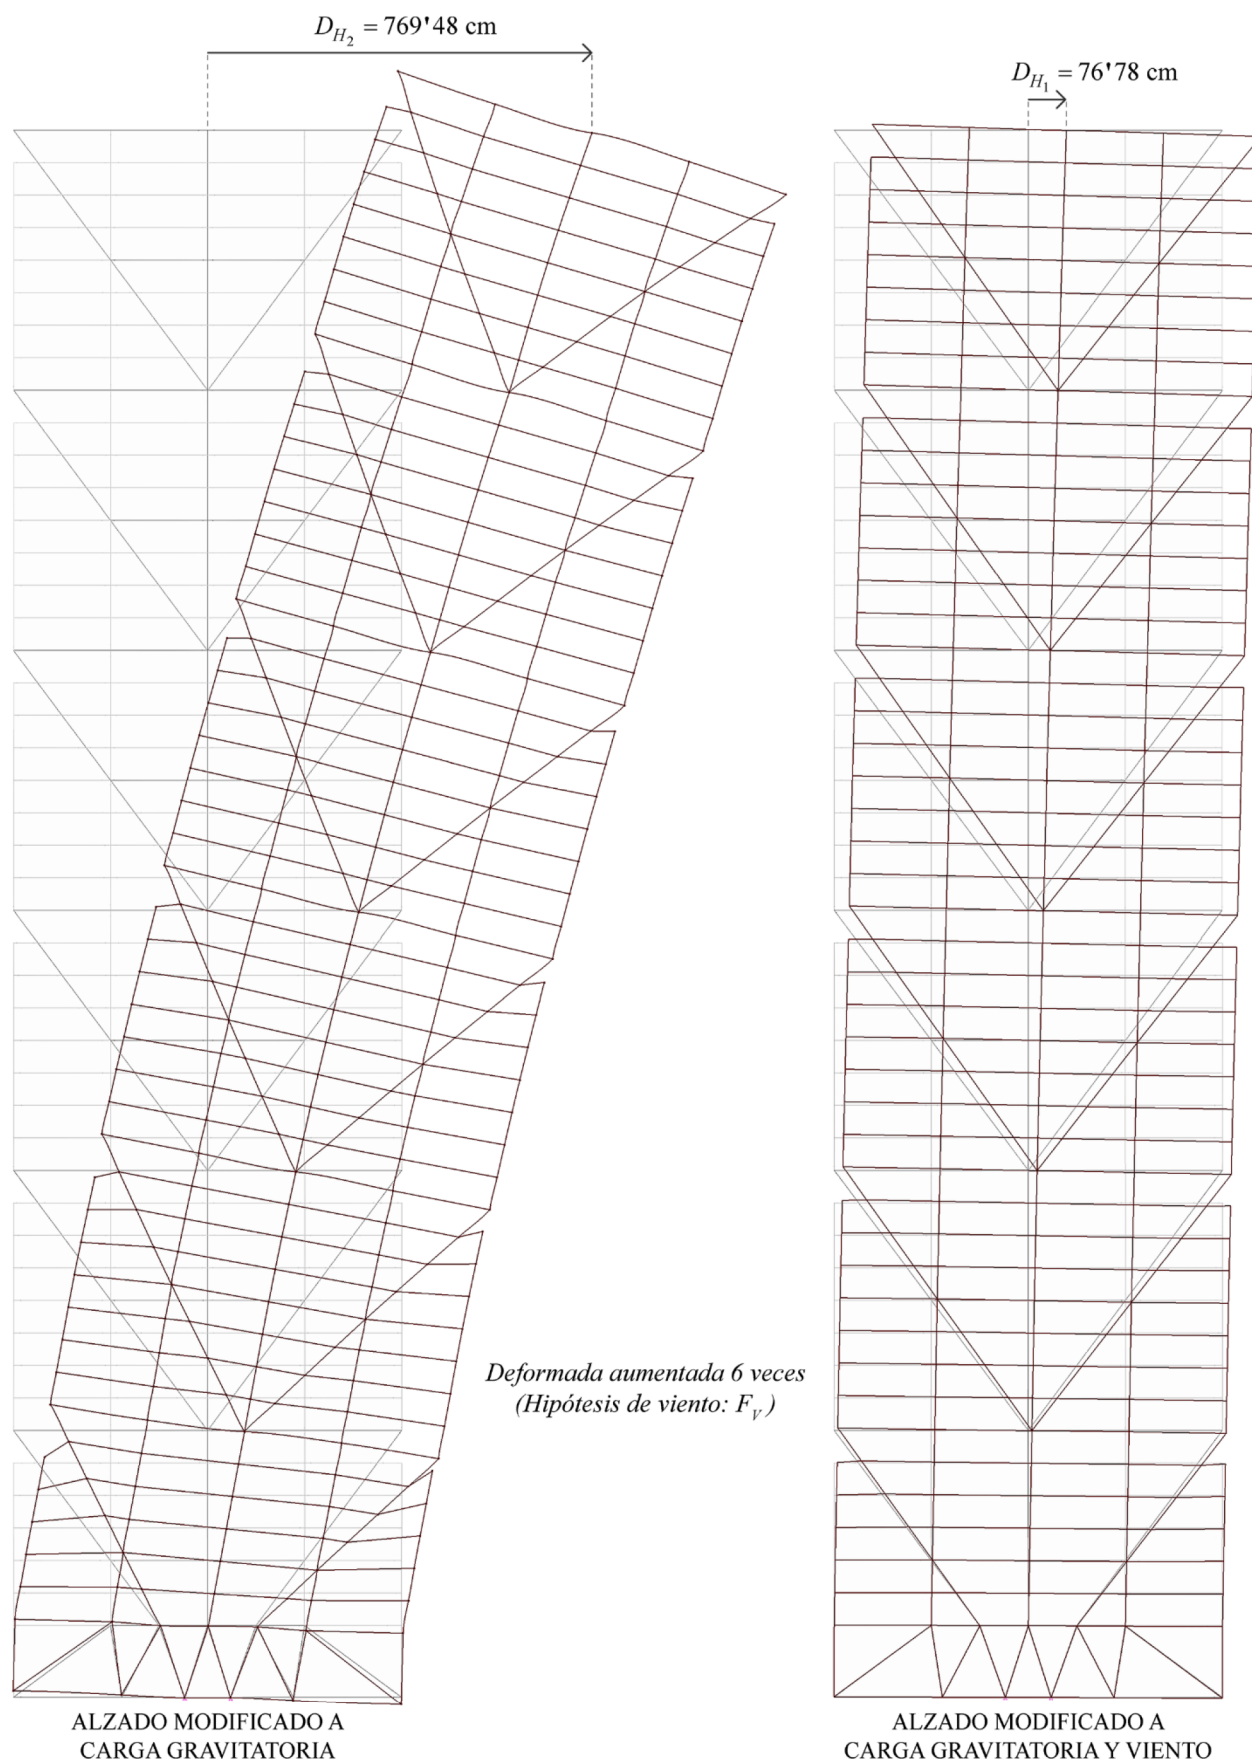 D_{H_2} = 769'48 cm
D_{H_1} = 76'78 cm
Deformada aumentada 6 veces
(Hipótesis de viento: F_V)
ALZADO MODIFICADO A
CARGA GRAVITATORIA
ALZADO MODIFICADO A
CARGA GRAVITATORIA Y VIENTO